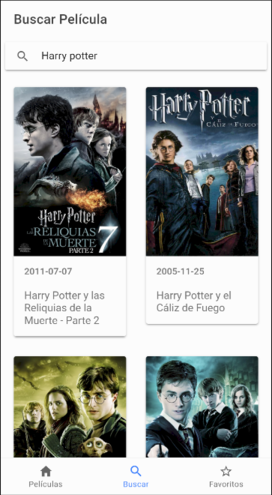 Buscar Película
Harry potter
Harry Potter
Y LAS
RELIQUIAS DE LA
MUERTE
PARTE 2
7
Harry Potter
Y EL
CÁLIZ DE FUEGO
2011-07-07
Harry Potter y las
Reliquias de la
Muerte - Parte 2
2005-11-25
Harry Potter y el
Cáliz de Fuego
Películas
Buscar
Favoritos